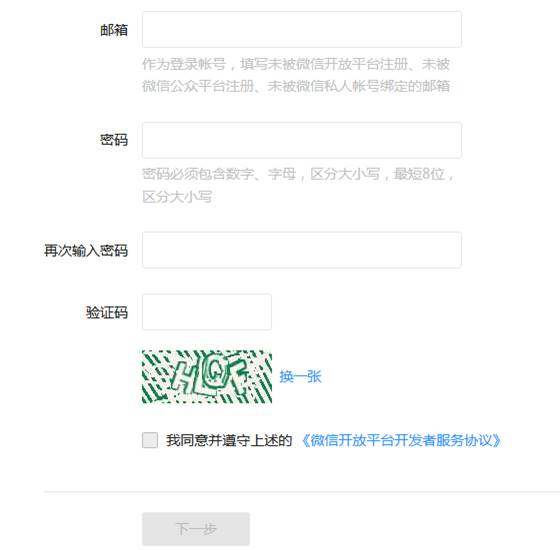 邮箱
作为登录帐号，填写未被微信开放平台注册、未被
微信公众平台注册、未被微信私人帐号绑定的邮箱
密码
密码必须包含数字、字母，区分大小写，最短8位，
区分大小写
再次输入密码
验证码
换一张
我同意并遵守上述的《微信开放平台开发者服务协议》
下一步